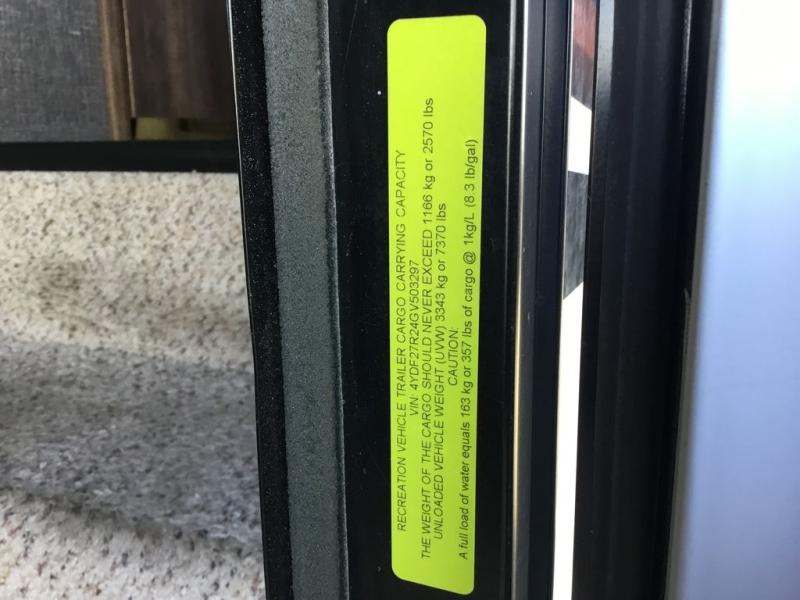 RECREATION VEHICLE TRAILER CARGO CARRYING CAPACITY
VIN: 4YDF27R24GV503297
THE WEIGHT OF THE CARGO SHOULD NEVER EXCEED 1166 kg or 2570 lbs
UNLOADED VEHICLE WEIGHT (UVW) 3343 kg or 7370 lbs
CAUTION:
A full load of water equals 163 kg or 357 lbs of cargo @ 1kg/L (8.3 lb/gal)